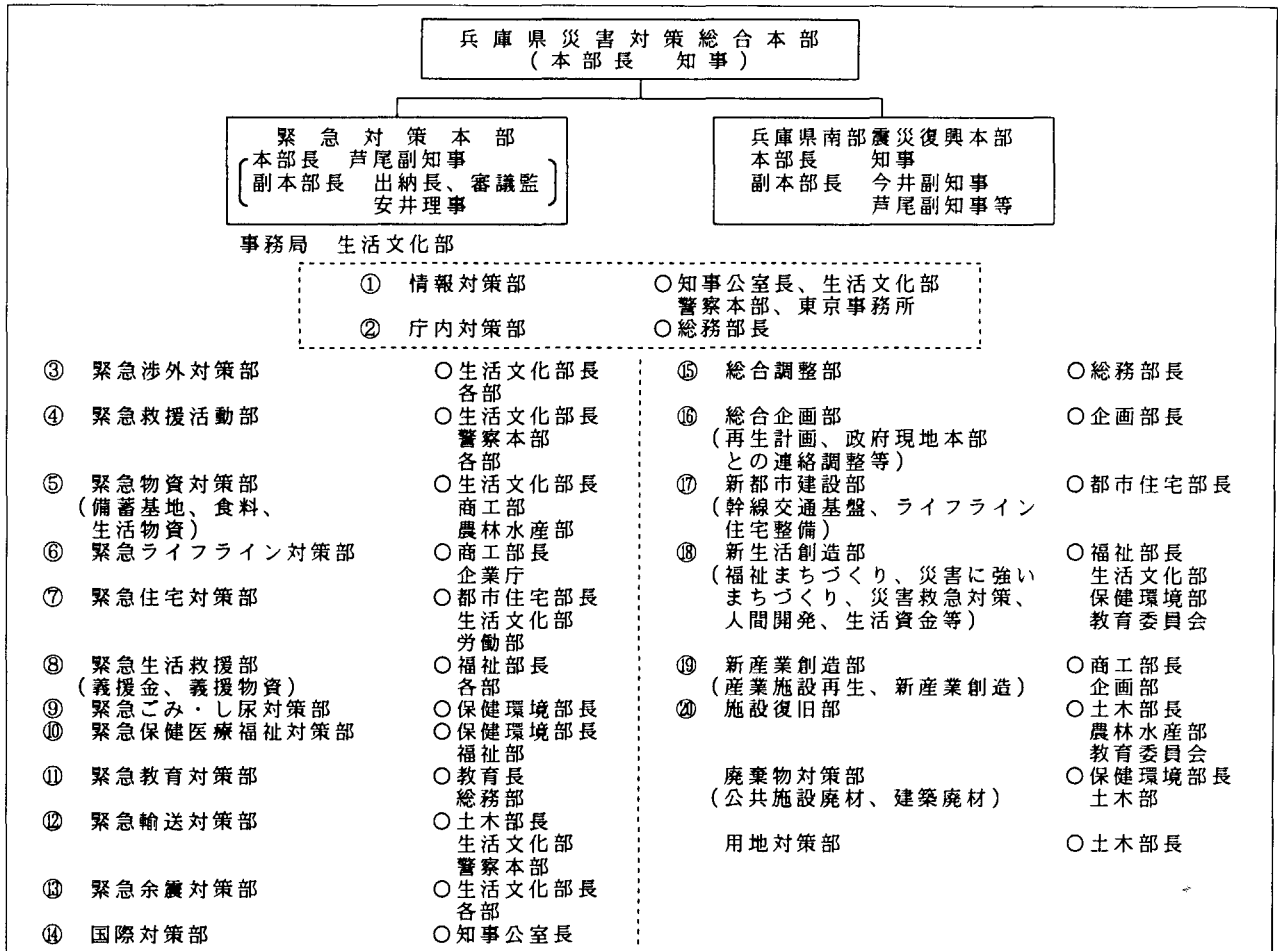 兵庫県災害対策総合本部
(本部長 知事)
緊急対策本部
本部長 芦尾副知事
副本部長 出納長、審議監
安井理事
兵庫県南部震災復興本部
本部長 知事
副本部長 今井副知事
芦尾副知事等
事務局 生活文化部
① 情報対策部 ○知事公室長、生活文化部
警察本部、東京事務所
② 庁内対策部 ○総務部長
③ 緊急渉外対策部 ○生活文化部長
各部
④ 緊急救援活動部 ○生活文化部長
警察本部
各部
⑤ 緊急物資対策部 ○生活文化部長
(備蓄基地、食料、 商工部
生活物資) 農林水産部
⑥ 緊急ライフライン対策部 ○商工部長
企業庁
⑦ 緊急住宅対策部 ○都市住宅部長
生活文化部
労働部
⑧ 緊急生活救援部 ○福祉部長
(義援金、義援物資) 各部
⑨ 緊急ごみ・し尿対策部 ○保健環境部長
⑩ 緊急保健医療福祉対策部 ○保健環境部長
福祉部
⑪ 緊急教育対策部 ○教育長
総務部
⑫ 緊急輸送対策部 ○土木部長
生活文化部
警察本部
⑬ 緊急余震対策部 ○生活文化部長
各部
⑭ 国際対策部 ○知事公室長
⑮ 総合調整部 ○総務部長
⑯ 総合企画部 ○企画部長
(再生計画、政府現地本部
との連絡調整等)
⑰ 新都市建設部 ○都市住宅部長
(幹線交通基盤、ライフライン
住宅整備)
⑱ 新生活創造部 ○福祉部長
(福祉まちづくり、災害に強い 生活文化部
まちづくり、災害救急対策、 保健環境部
人間開発、生活資金等) 教育委員会
⑲ 新産業創造部 ○商工部長
(産業施設再生、新産業創造) 企画部
⑳ 施設復旧部 ○土木部長
農林水産部
教育委員会
廃棄物対策部 ○保健環境部長
(公共施設廃材、建築廃材) 土木部
用地対策部 ○土木部長